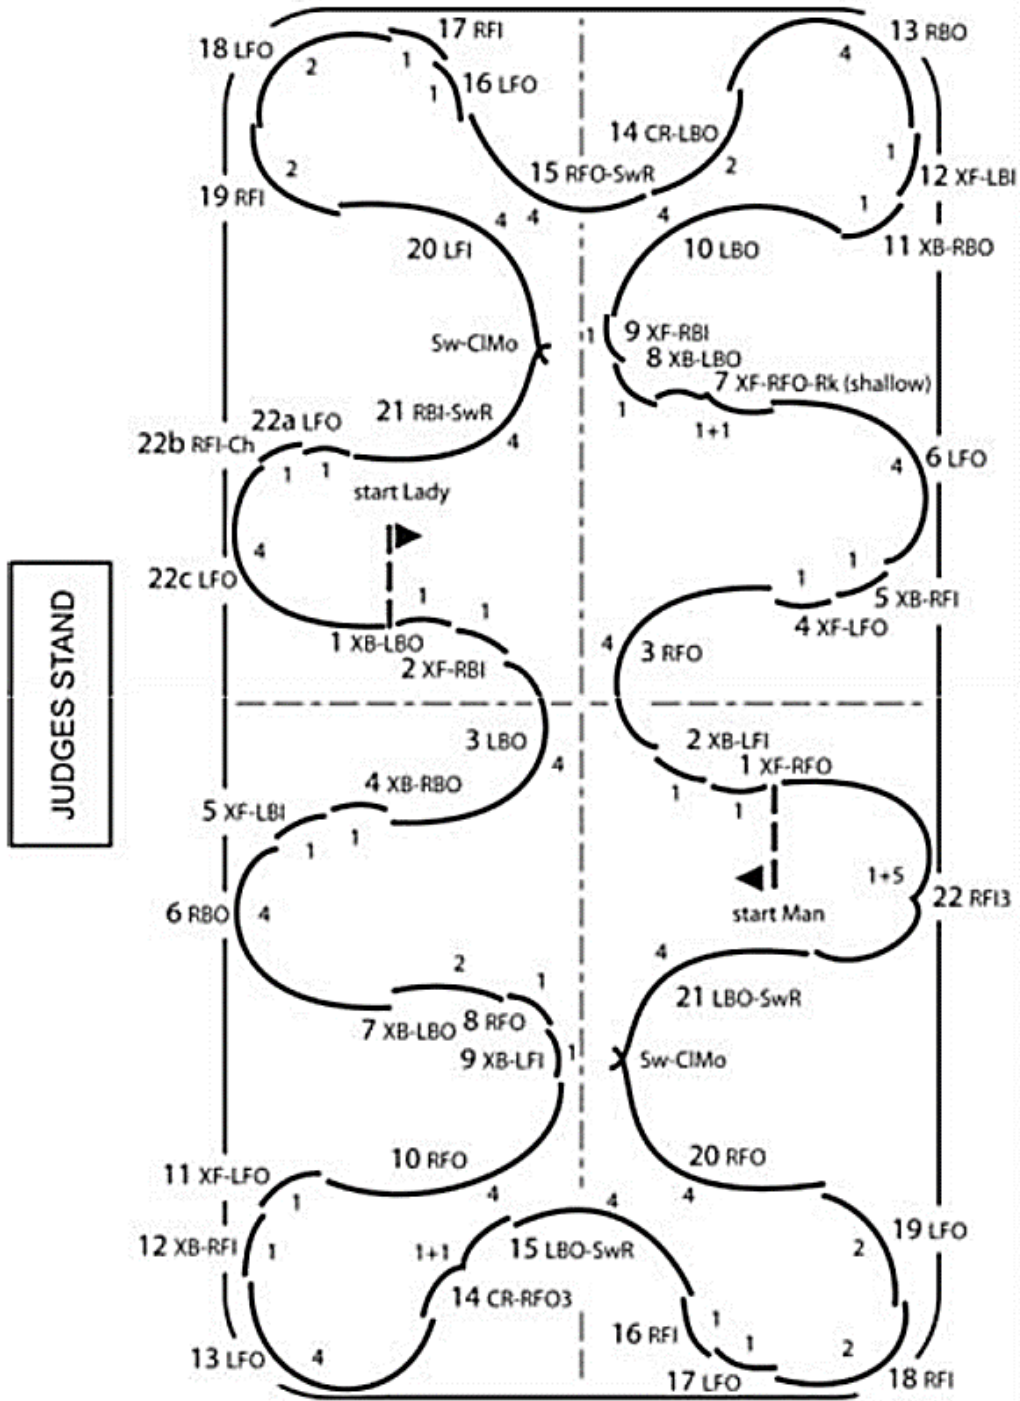 17 RFI
13 RBO
18 LFO
1
4
2
16 LFO
1
14 CR-LBO
1
2
15 RFO-SwR
2
12 XF-LBI
19 RFI
1
4
4
4
20 LFI
10 LBO
11 XB-RBO
1
9 XF-RBI
Sw-ClMo
8 XB-LBO
7 XF-RFO-Rk (shallow)
1
21 RBI-SwR
22a LFO
1+1
22b RFI-Ch
4
6 LFO
4
1
1
start Lady
4
1
1
22c LFO
1
1
5 XB-RFI
4 XF-LFO
1 XB-LBO
4
3 RFO
2 XF-RBI
JUDGES STAND
3 LBO
2 XB-LFI
4
1 XF-RFO
4 XB-RBO
1
5 XF-LBI
1
1
1
1+5
6 RBO
4
start Man
22 RFI3
4
2
1
21 LBO-SwR
7 XB-LBO
8 RFO
9 XB-LFI
1
Sw-ClMo
10 RFO
20 RFO
11 XF-LFO
1
4
4
4
19 LFO
12 XB-RFI
1
1+1
15 LBO-SwR
2
14 CR-RFO3
16 RFI
1
1
13 LFO
4
2
17 LFO
18 RFI